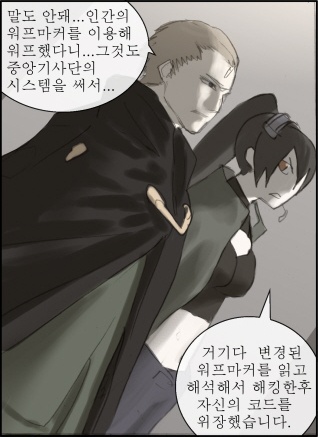 말도 안돼...인간의
워프마커를 이용해
워프했다니...그것도
중앙기사단의
시스템을 써서...
거기다 변경된
워프마커를 읽고
해석해서 해킹한후
자신의 코드를
위장했습니다.